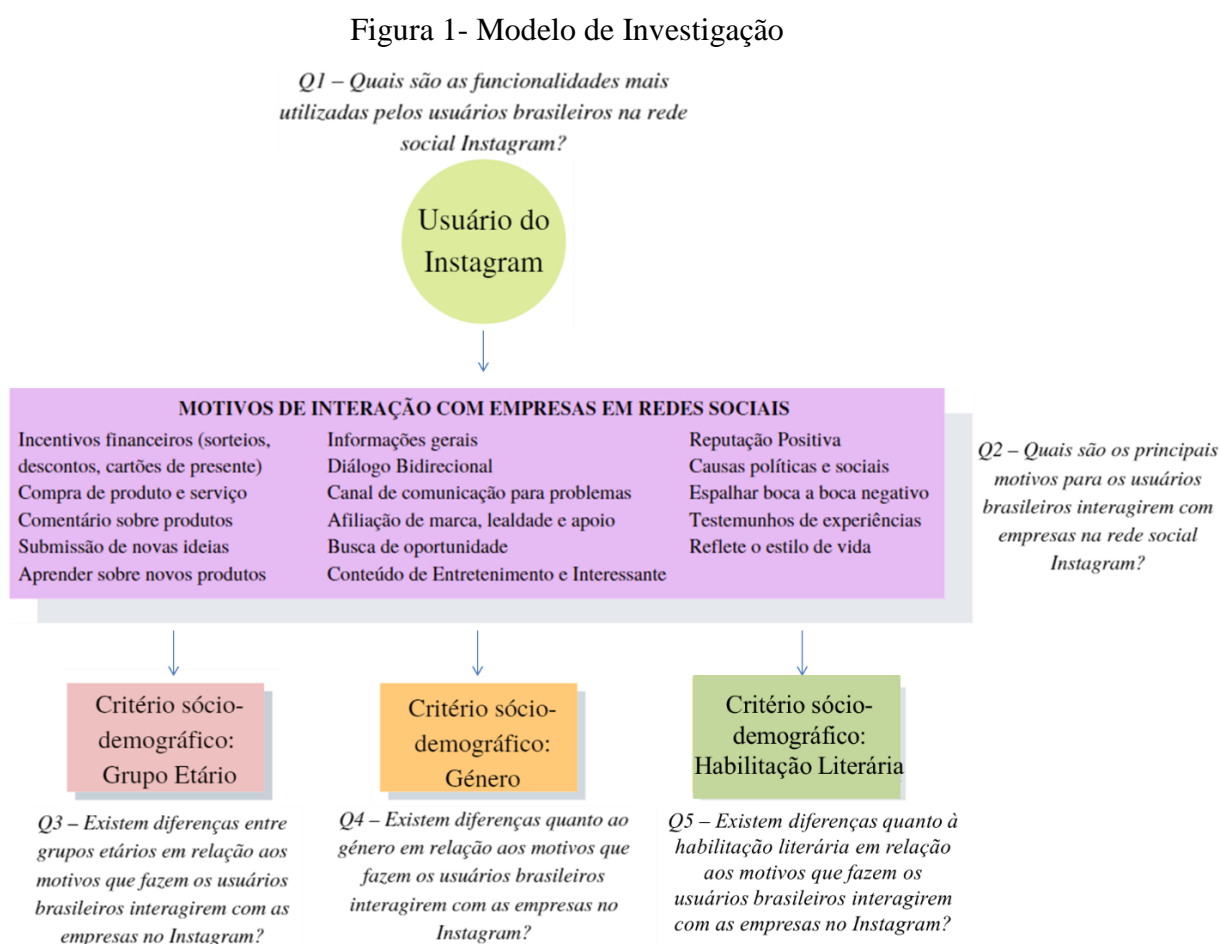 Figura 1- Modelo de Investigação
Q1 – Quais são as funcionalidades mais
utilizadas pelos usuários brasileiros na rede
social Instagram?
Usuário do
Instagram
MOTIVOS DE INTERAÇÃO COM EMPRESAS EM REDES SOCIAIS
Incentivos financeiros (sorteios,
descontos, cartões de presente)
Compra de produto e serviço
Comentário sobre produtos
Submissão de novas ideias
Aprender sobre novos produtos
Informações gerais
Diálogo Bidirecional
Canal de comunicação para problemas
Afiliação de marca, lealdade e apoio
Busca de oportunidade
Conteúdo de Entretenimento e Interessante
Reputação Positiva
Causas políticas e sociais
Espalhar boca a boca negativo
Testemunhos de experiências
Reflete o estilo de vida
Q2 – Quais são os principais
motivos para os usuários
brasileiros interagirem com
empresas na rede social
Instagram?
Critério sócio-
demográfico:
Grupo Etário
Q3 – Existem diferenças entre
grupos etários em relação aos
motivos que fazem os usuários
brasileiros interagirem com as
empresas no Instagram?
Critério sócio-
demográfico:
Género
Q4 – Existem diferenças quanto ao
género em relação aos motivos que
fazem os usuários brasileiros
interagirem com as empresas no
Instagram?
Critério sócio-
demográfico:
Habilitação Literária
Q5 – Existem diferenças quanto à
habilitação literária em relação
aos motivos que fazem os
usuários brasileiros interagirem
com as empresas no Instagram?